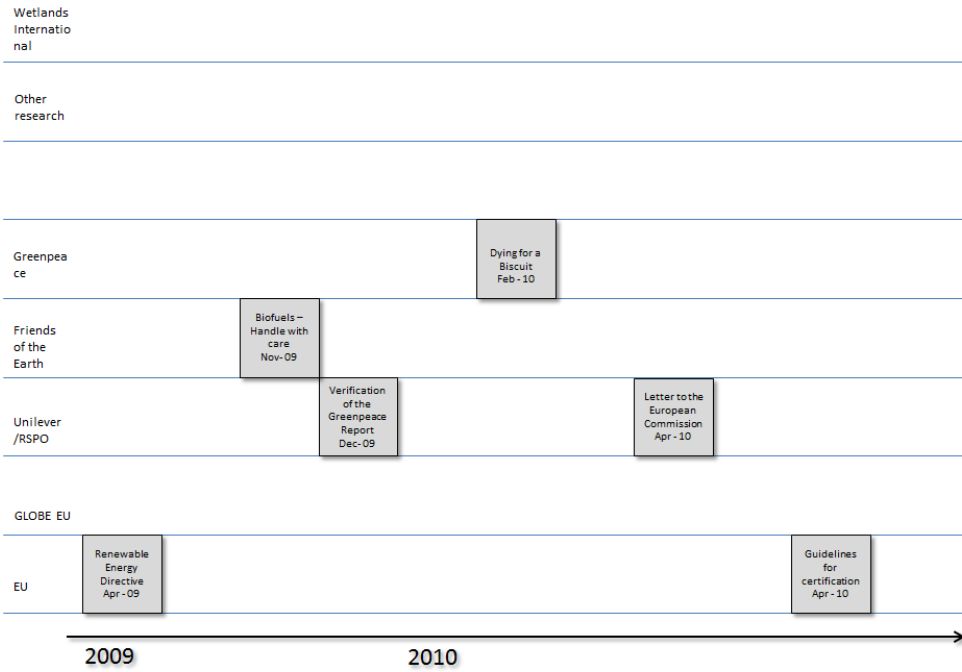 Wetlands
Internatio
nal
Other
research
Greenpea
ce
Dying for a
Biscuit
Feb - 10
Friends
of the
Earth
Biofuels –
Handle with
care
Nov- 09
Unilever
/RSPO
Verification
of the
Greenpeace
Report
Dec- 09
Letter to the
European
Commission
Apr - 10
GLOBE EU
EU
Renewable
Energy
Directive
Apr - 09
Guidelines
for
certification
Apr - 10
2009
2010